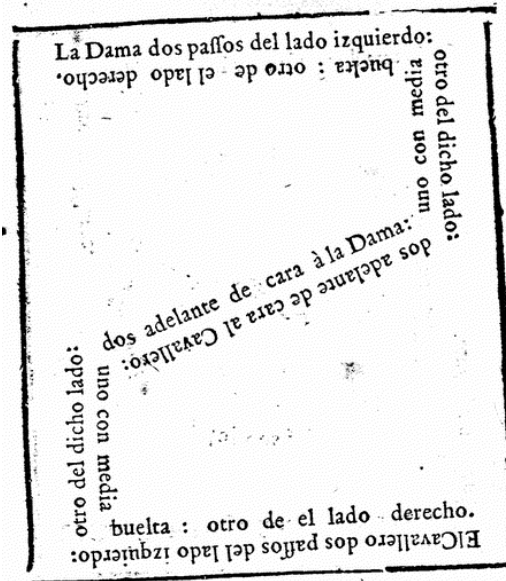 La Dama dos paſſos del lado izquierdo:
otro del dicho lado:
uno con media
buelta : otro de el lado derecho.
dos adelante de cara al Cavallero:
El Cavallero dos paſſos del lado izquierdo:
otro del dicho lado:
uno con media
buelta : otro de el lado derecho.
dos adelante de cara à la Dama: